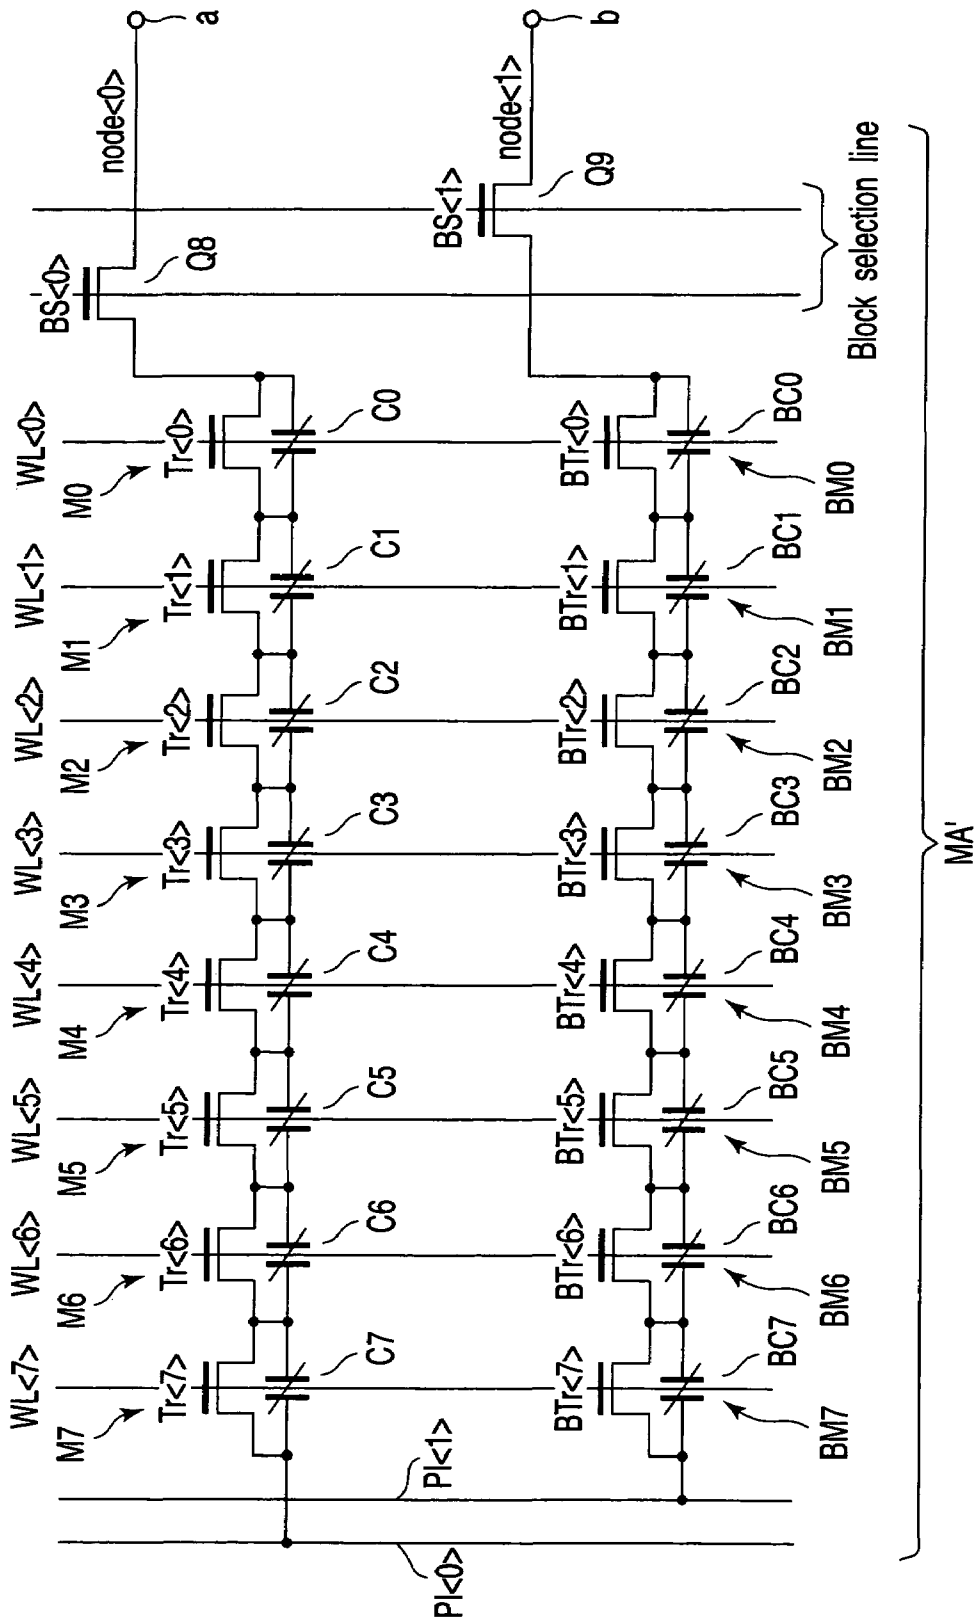 WL<7>
WL<6>
WL<5>
WL<4>
WL<3>
WL<2>
WL<1>
WL<0>
M7
M6
M5
M4
M3
M2
M1
M0
Tr<7>
Tr<6>
Tr<5>
Tr<4>
Tr<3>
Tr<2>
Tr<1>
Tr<0>
BS<0>
Q8
node<0>
a
C7
C6
C5
C4
C3
C2
C1
C0
Pl<0>
Pl<1>
BTr<7>
BTr<6>
BTr<5>
BTr<4>
BTr<3>
BTr<2>
BTr<1>
BTr<0>
BS<1>
Q9
node<1>
b
BC7
BC6
BC5
BC4
BC3
BC2
BC1
BC0
BM7
BM6
BM5
BM4
BM3
BM2
BM1
BM0
Block selection line
MA'